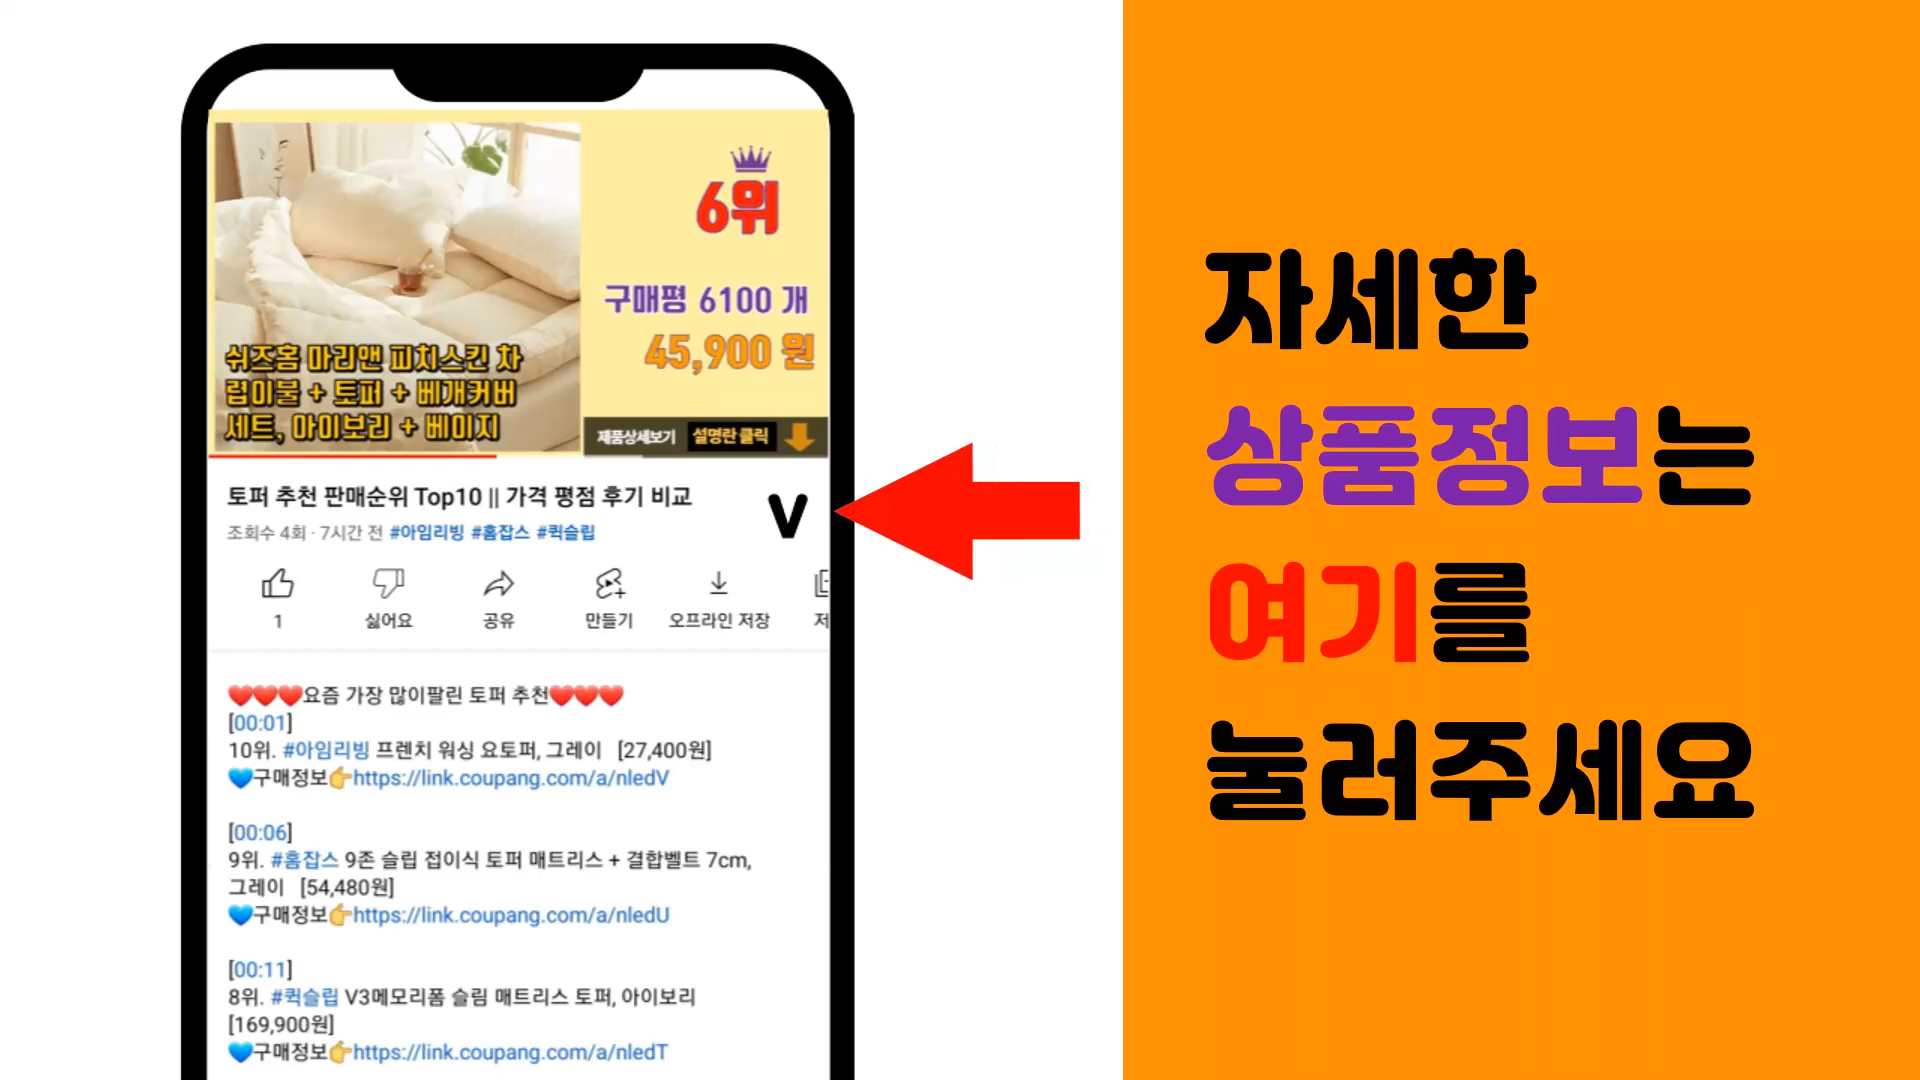 6위
구매평 6100 개
45,900 원
쉬즈홈 마리앤 피치스킨 차
렵이불 + 토퍼 + 베개커버
세트, 아이보리 + 베이지
제품상세보기 설명란 클릭
토퍼 추천 판매순위 Top10 || 가격 평점 후기 비교
V
조회수 4회 · 7시간 전 #아임리빙 #홈잡스 #퀵슬립
1 싫어요 공유 만들기 오프라인 저장 저
❤️❤️❤️요즘 가장 많이팔린 토퍼 추천❤️❤️❤️
[00:01]
10위. #아임리빙 프렌치 워싱 요토퍼, 그레이 [27,400원]
💙구매정보👉https://link.coupang.com/a/nledV
[00:06]
9위. #홈잡스 9존 슬립 접이식 토퍼 매트리스 + 결합벨트 7cm,
그레이 [54,480원]
💙구매정보👉https://link.coupang.com/a/nledU
[00:11]
8위. #퀵슬립 V3메모리폼 슬림 매트리스 토퍼, 아이보리
[169,900원]
💙구매정보👉https://link.coupang.com/a/nledT
자세한
상품정보는
여기를
눌러주세요